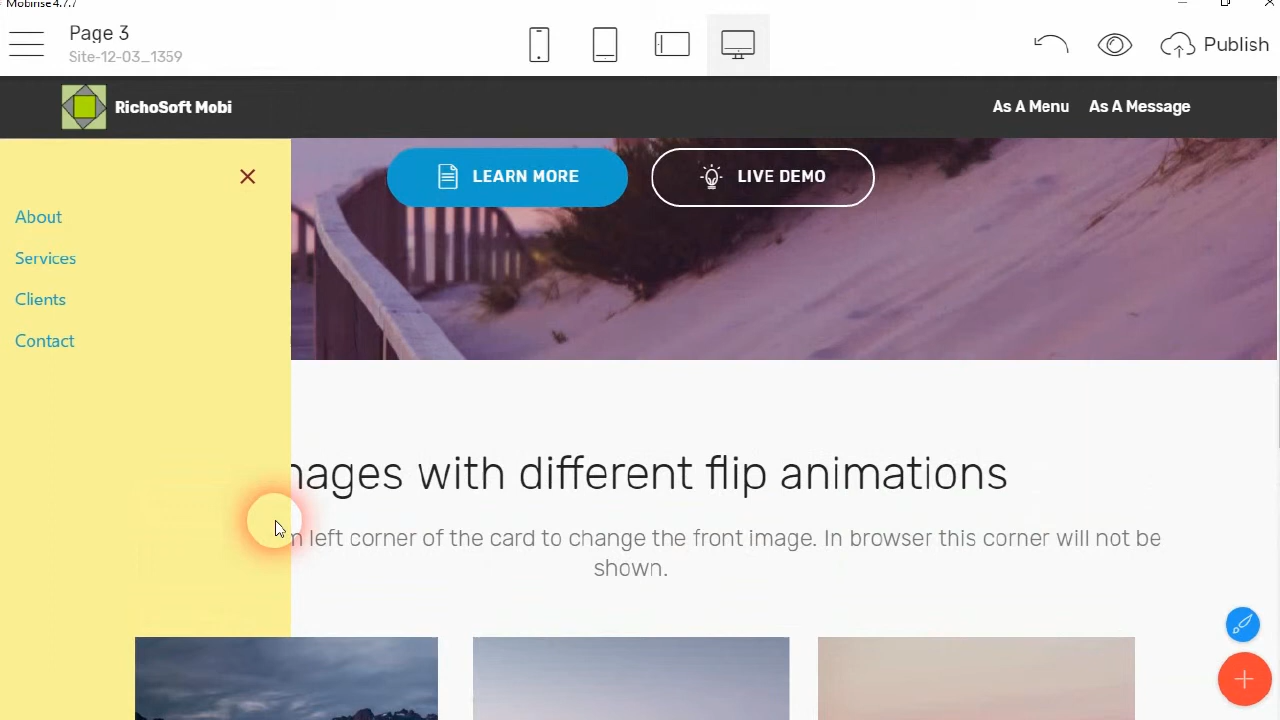 Mobirise 4.7.7
Page 3
Site-12-03_1359
Publish
RichoSoft Mobi
As A Menu
As A Message
LEARN MORE
LIVE DEMO
About
Services
Clients
Contact
with different flip animations
left corner of the card to change the front image. In browser this corner will not be
shown.